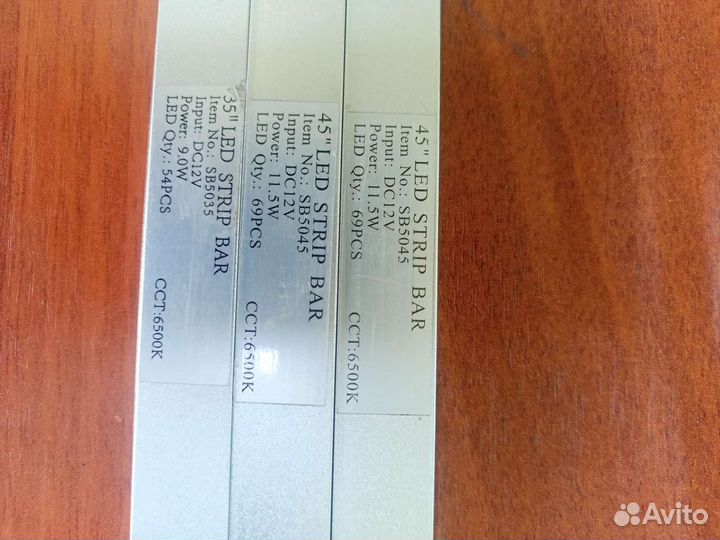 35" LED STRIP BAR
Item No.: SB5035
Input: DC12V
Power: 9.0W
LED Qty.: 54PCS CCT:6500K
45" LED STRIP BAR
Item No.: SB5045
Input: DC12V
Power: 11.5W
LED Qty.: 69PCS CCT:6500K
45" LED STRIP BAR
Item No.: SB5045
Input: DC12V
Power: 11.5W
LED Qty.: 69PCS CCT:6500K
Avito